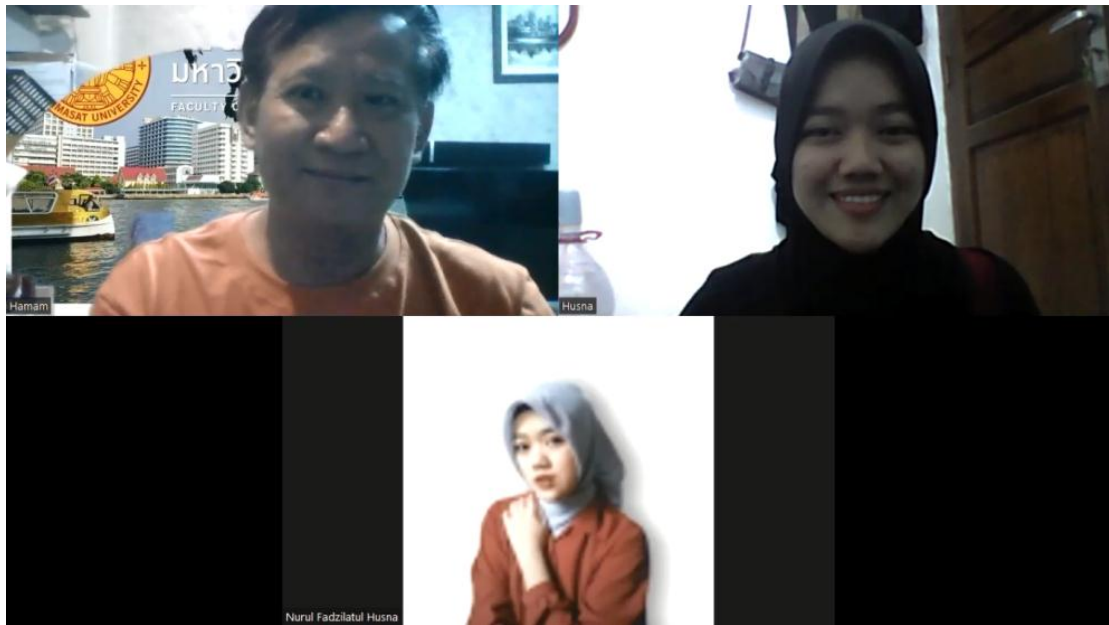 มหาวิ
FACULTY
MASAT UNIVERSITY
Hamam
Husna
Nurul Fadzilatul Husna